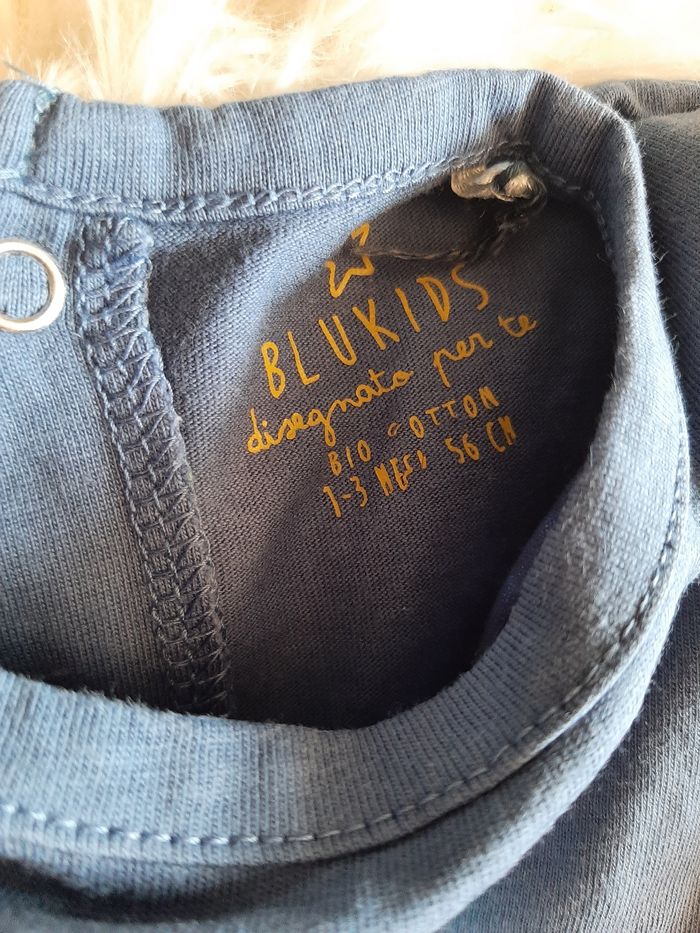 BLUKIDS
disegnato per te
BIO COTTON
1-3 MESI 56 CM